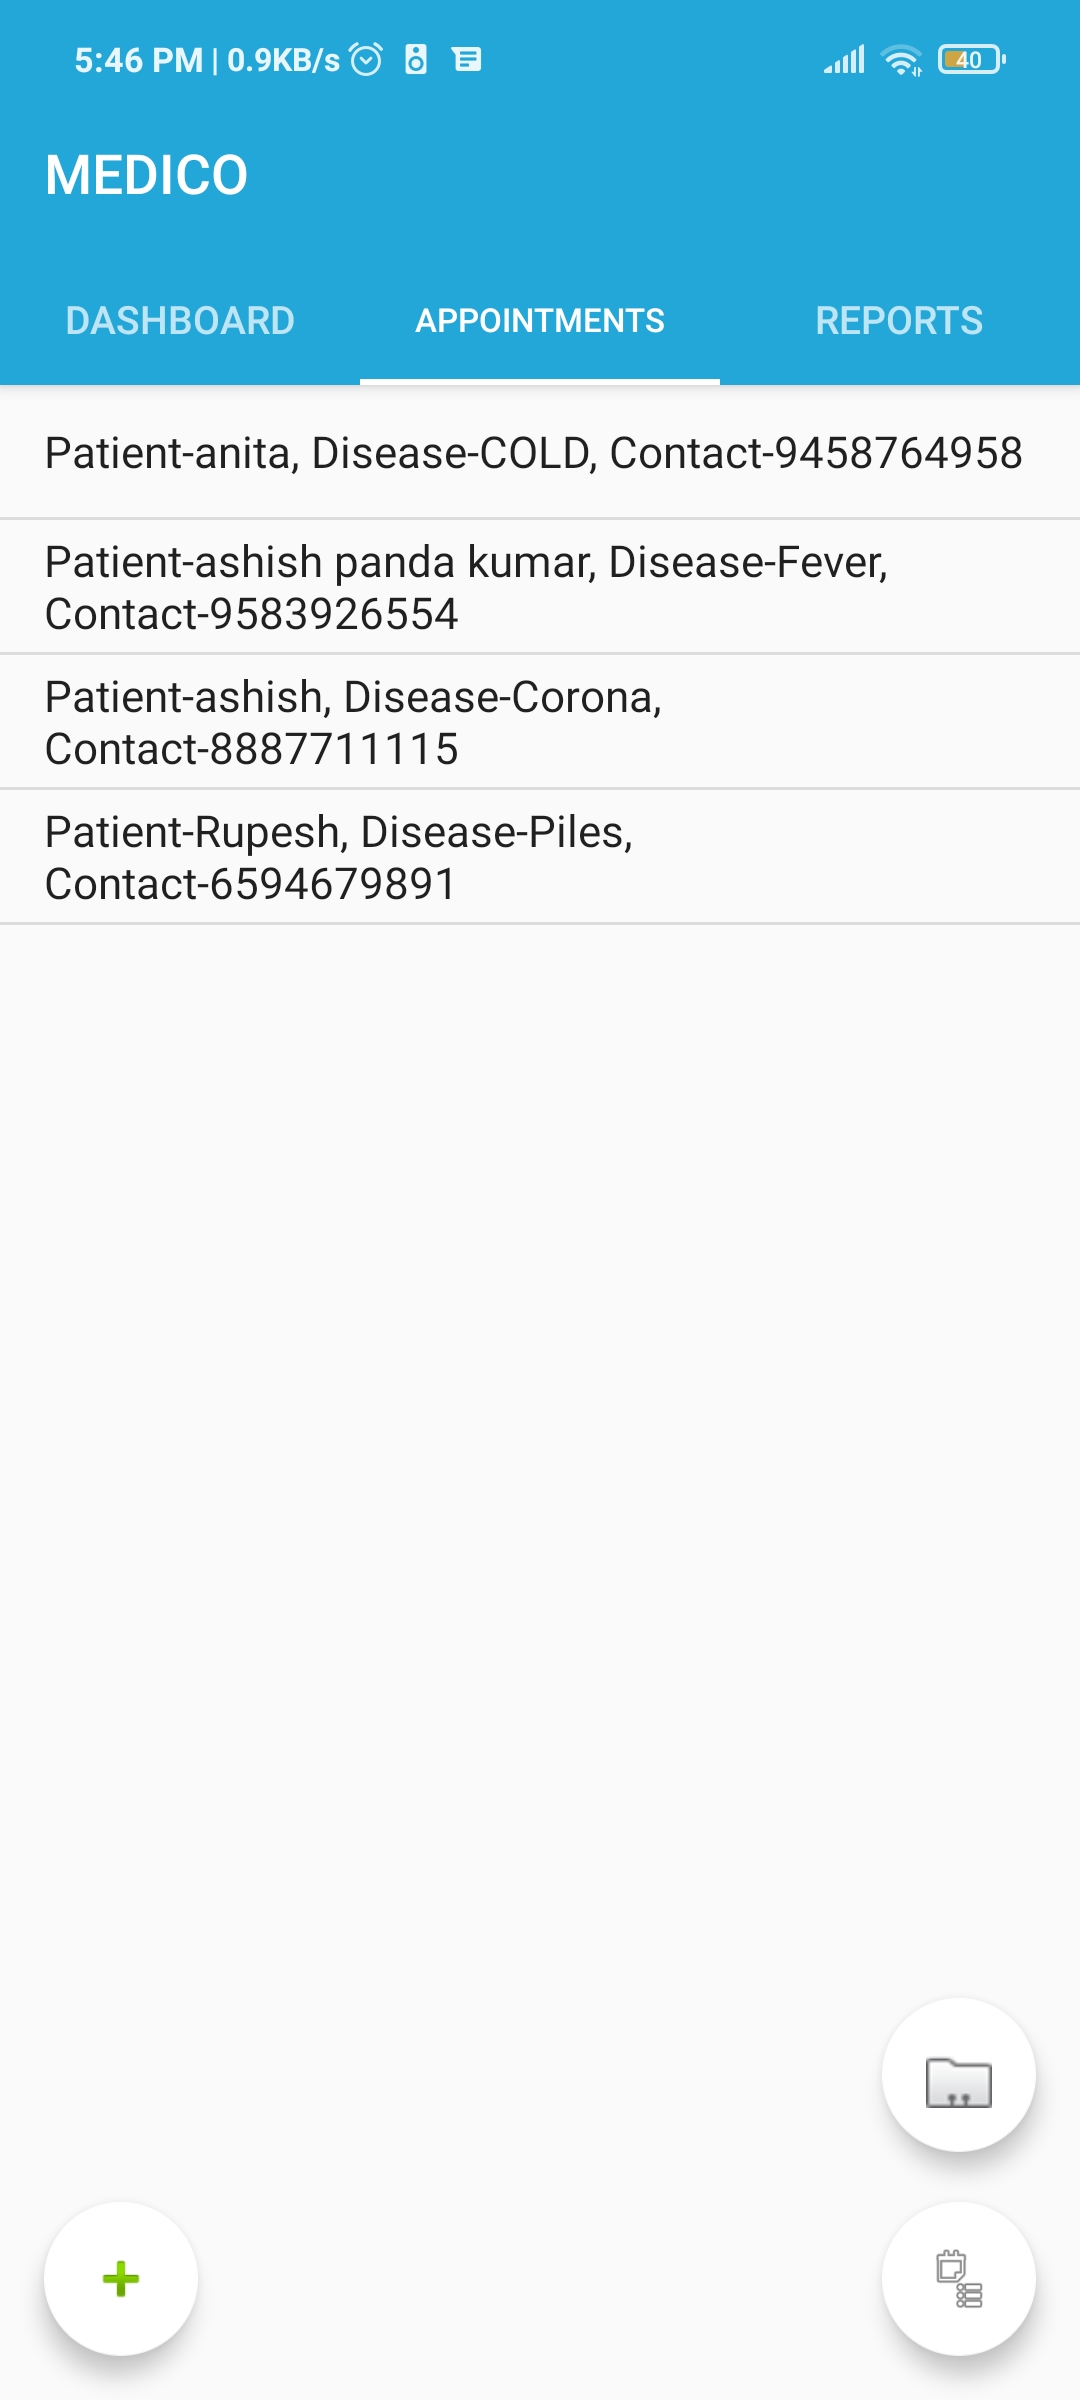 5:46 PM | 0.9KB/s
40
MEDICO
DASHBOARD APPOINTMENTS REPORTS
Patient-anita, Disease-COLD, Contact-9458764958
Patient-ashish panda kumar, Disease-Fever,
Contact-9583926554
Patient-ashish, Disease-Corona,
Contact-8887711115
Patient-Rupesh, Disease-Piles,
Contact-6594679891